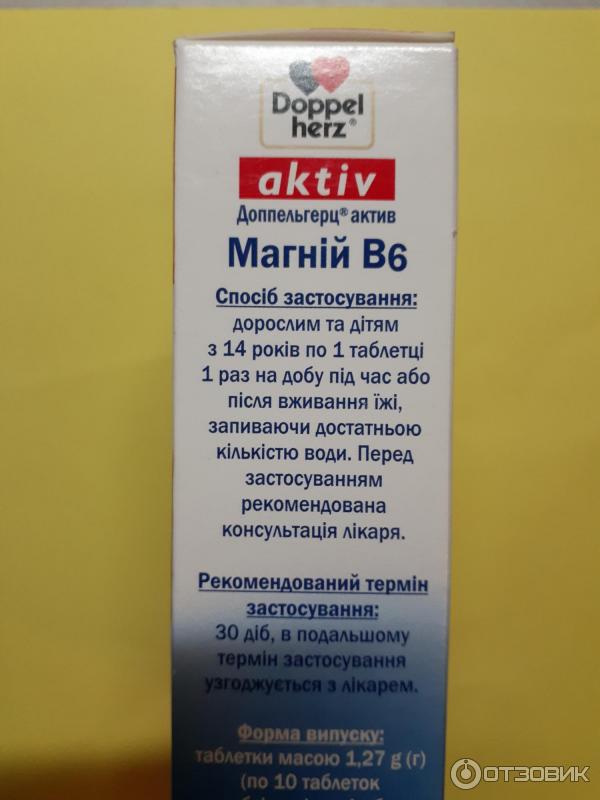 Doppel
herz®
aktiv
Доппельгерц® актив
Магній В6
Спосіб застосування:
дорослим та дітям
з 14 років по 1 таблетці
1 раз на добу під час або
після вживання їжі,
запиваючи достатньою
кількістю води. Перед
застосуванням
рекомендована
консультація лікаря.
Рекомендований термін
застосування:
30 діб, в подальшому
термін застосування
узгоджується з лікарем.
Форма випуску:
таблетки масою 1,27 g (г)
(по 10 таблеток
ОТЗОВИК